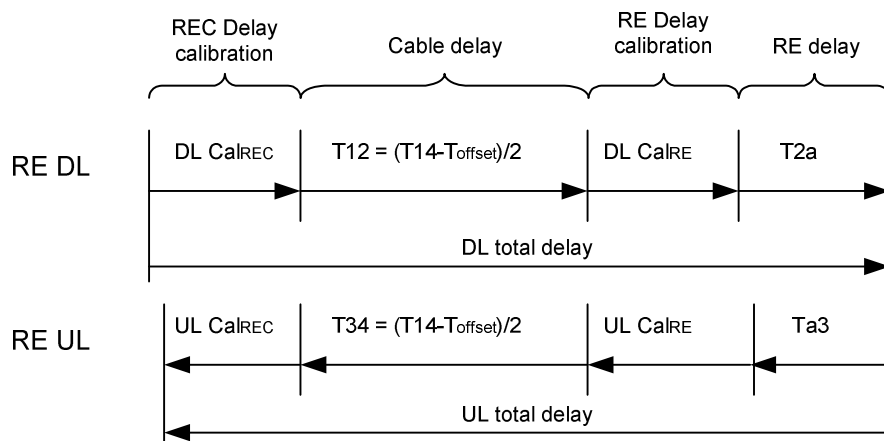 REC Delay calibration
Cable delay
RE Delay calibration
RE delay
RE DL
DL CalREC
T12 = (T14-Toffset)/2
DL CalRE
T2a
DL total delay
RE UL
UL CalREC
T34 = (T14-Toffset)/2
UL CalRE
Ta3
UL total delay